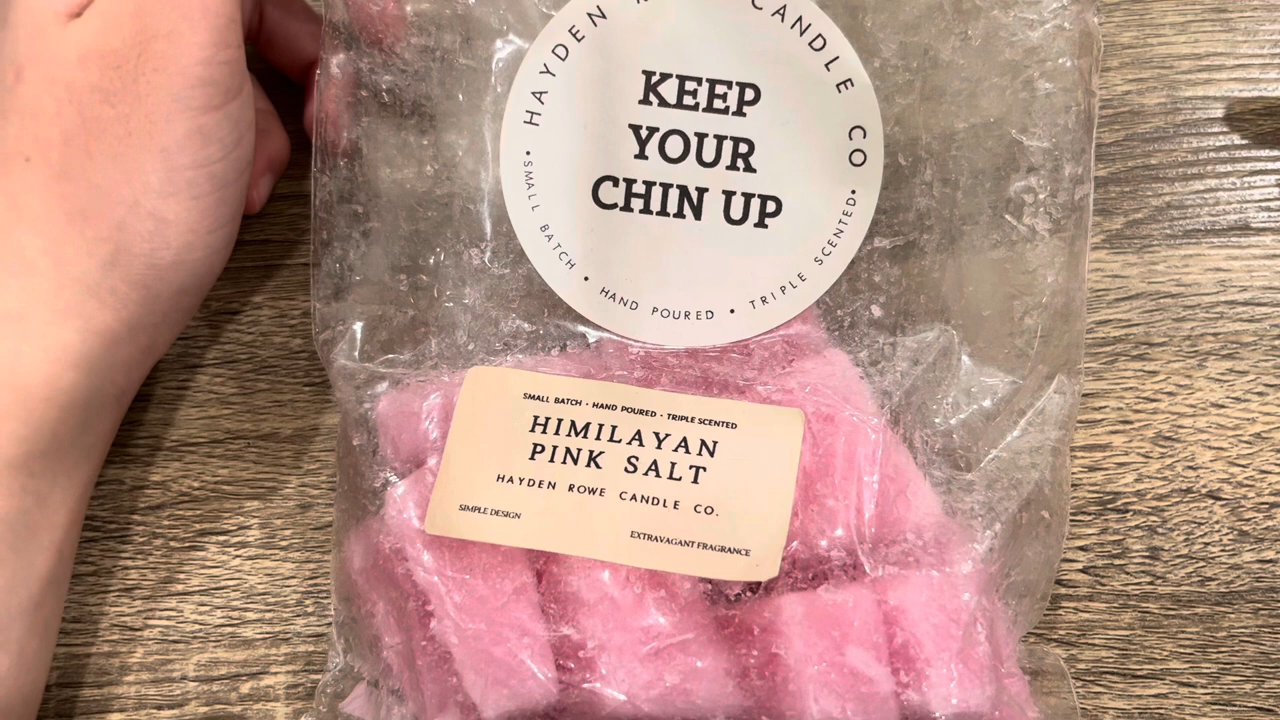 HAYDEN CANDLE CO
KEEP
YOUR
CHIN UP
• SMALL BATCH • HAND POURED • TRIPLE SCENTED •
SMALL BATCH · HAND POURED · TRIPLE SCENTED
HIMILAYAN
PINK SALT
HAYDEN ROWE CANDLE CO.
SIMPLE DESIGN
EXTRAVAGANT FRAGRANCE